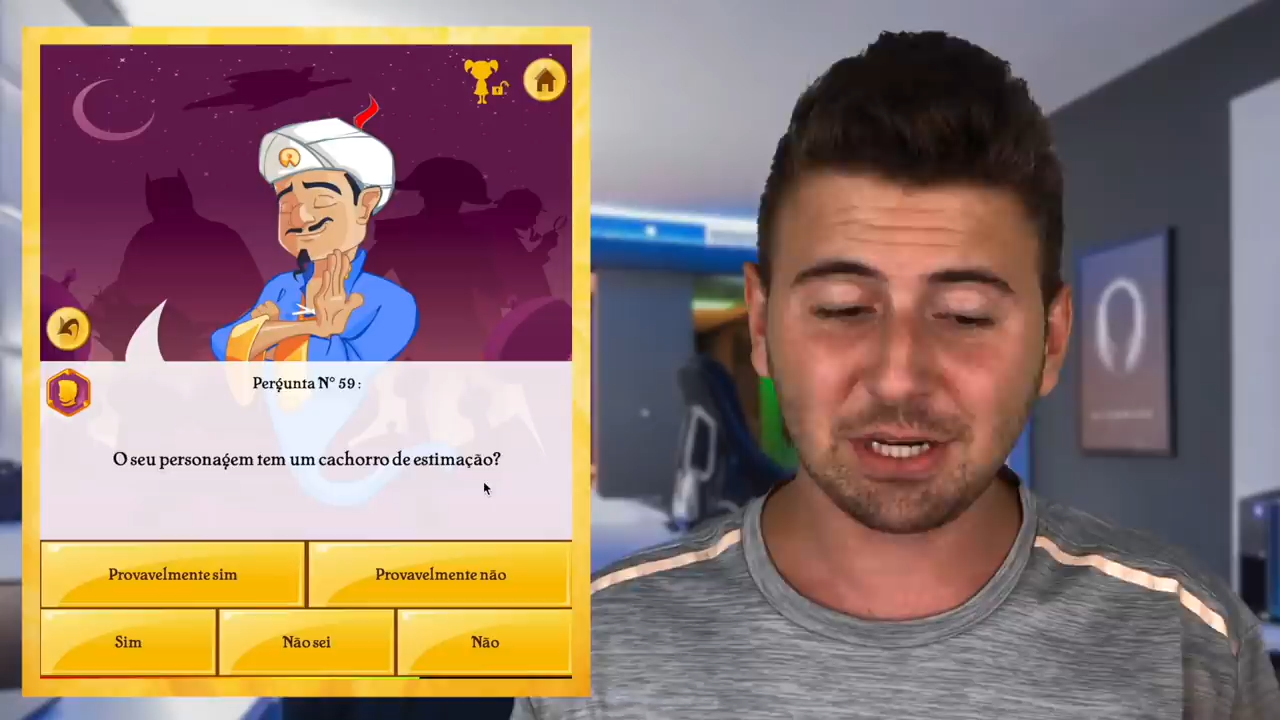 Pergunta N° 59 :
O seu personagem tem um cachorro de estimação?
Provavelmente sim
Provavelmente não
Sim
Não sei
Não